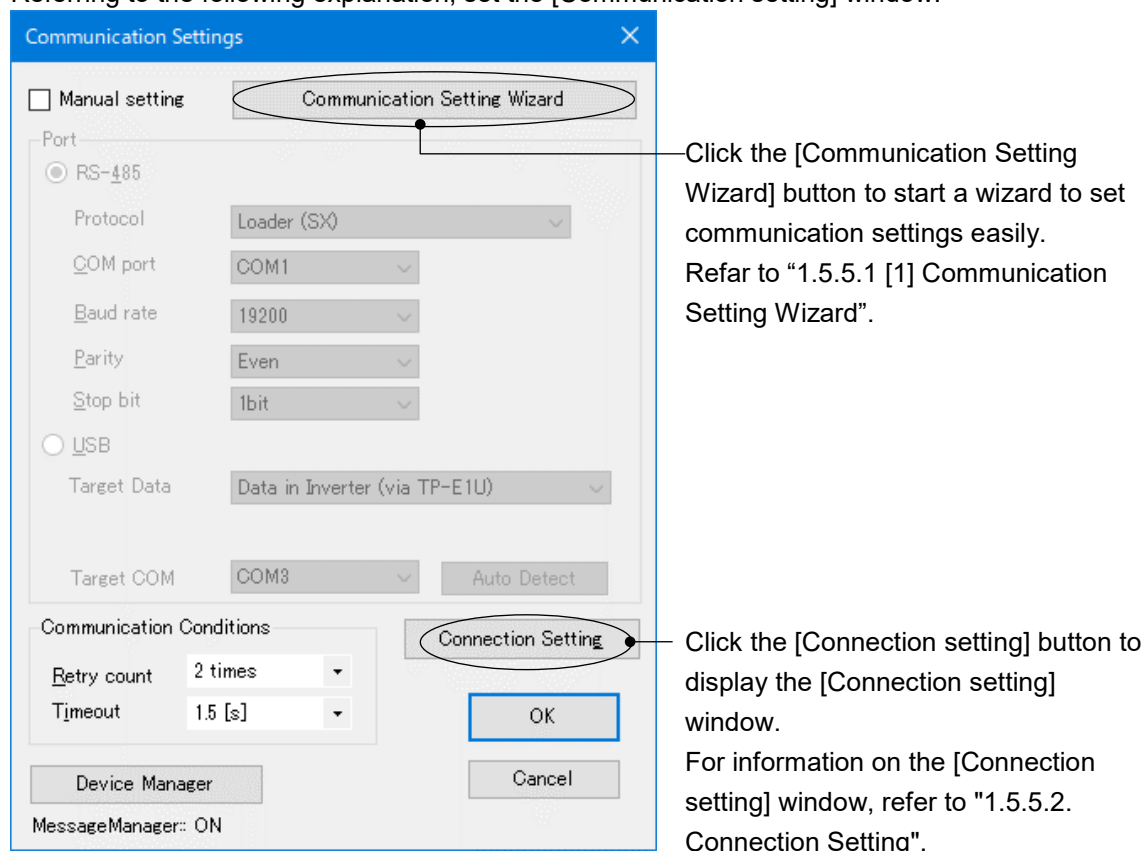 Referring to the following explanation, set the [Communication setting] window.
Communication Settings
Manual setting
Communication Setting Wizard
Port
RS-485
Protocol
Loader (SX)
COM port
COM1
Baud rate
19200
Parity
Even
Stop bit
1bit
USB
Target Data
Data in Inverter (via TP-E1U)
Target COM
COM3
Auto Detect
Communication Conditions
Connection Setting
Retry count
2 times
Timeout
1.5 [s]
OK
Device Manager
Cancel
MessageManager:: ON
Click the [Communication Setting
Wizard] button to start a wizard to set
communication settings easily.
Refar to “1.5.5.1 [1] Communication
Setting Wizard”.
Click the [Connection setting] button to
display the [Connection setting]
window.
For information on the [Connection
setting] window, refer to "1.5.5.2.
Connection Setting".